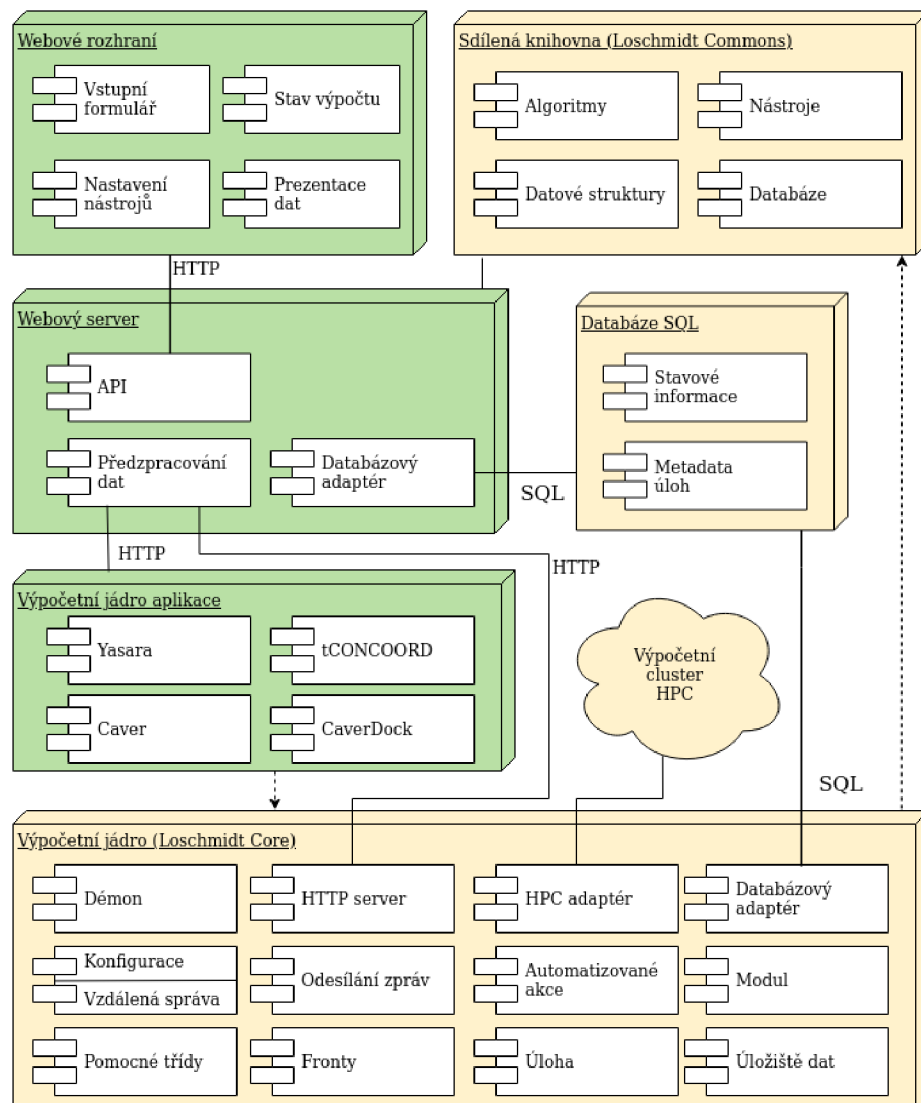 Webové rozhraní
Vstupní
formulář
Stav výpočtu
Nastavení
nástrojů
Prezentace
dat
Sdílená knihovna (Loschmidt Commons)
Algoritmy
Nástroje
Datové struktury
Databáze
HTTP
Webový server
API
Předzpracování
dat
Databázový
adaptér
SQL
Databáze SQL
Stavové
informace
Metadata
úloh
HTTP
HTTP
Výpočetní jádro aplikace
Yasara
tCONCOORD
Caver
CaverDock
Výpočetní
cluster
HPC
SQL
Výpočetní jádro (Loschmidt Core)
Démon
HTTP server
HPC adaptér
Databázový
adaptér
Konfigurace
Vzdálená správa
Odesílání zpráv
Automatizované
akce
Modul
Pomocné třídy
Fronty
Úloha
Úložiště dat